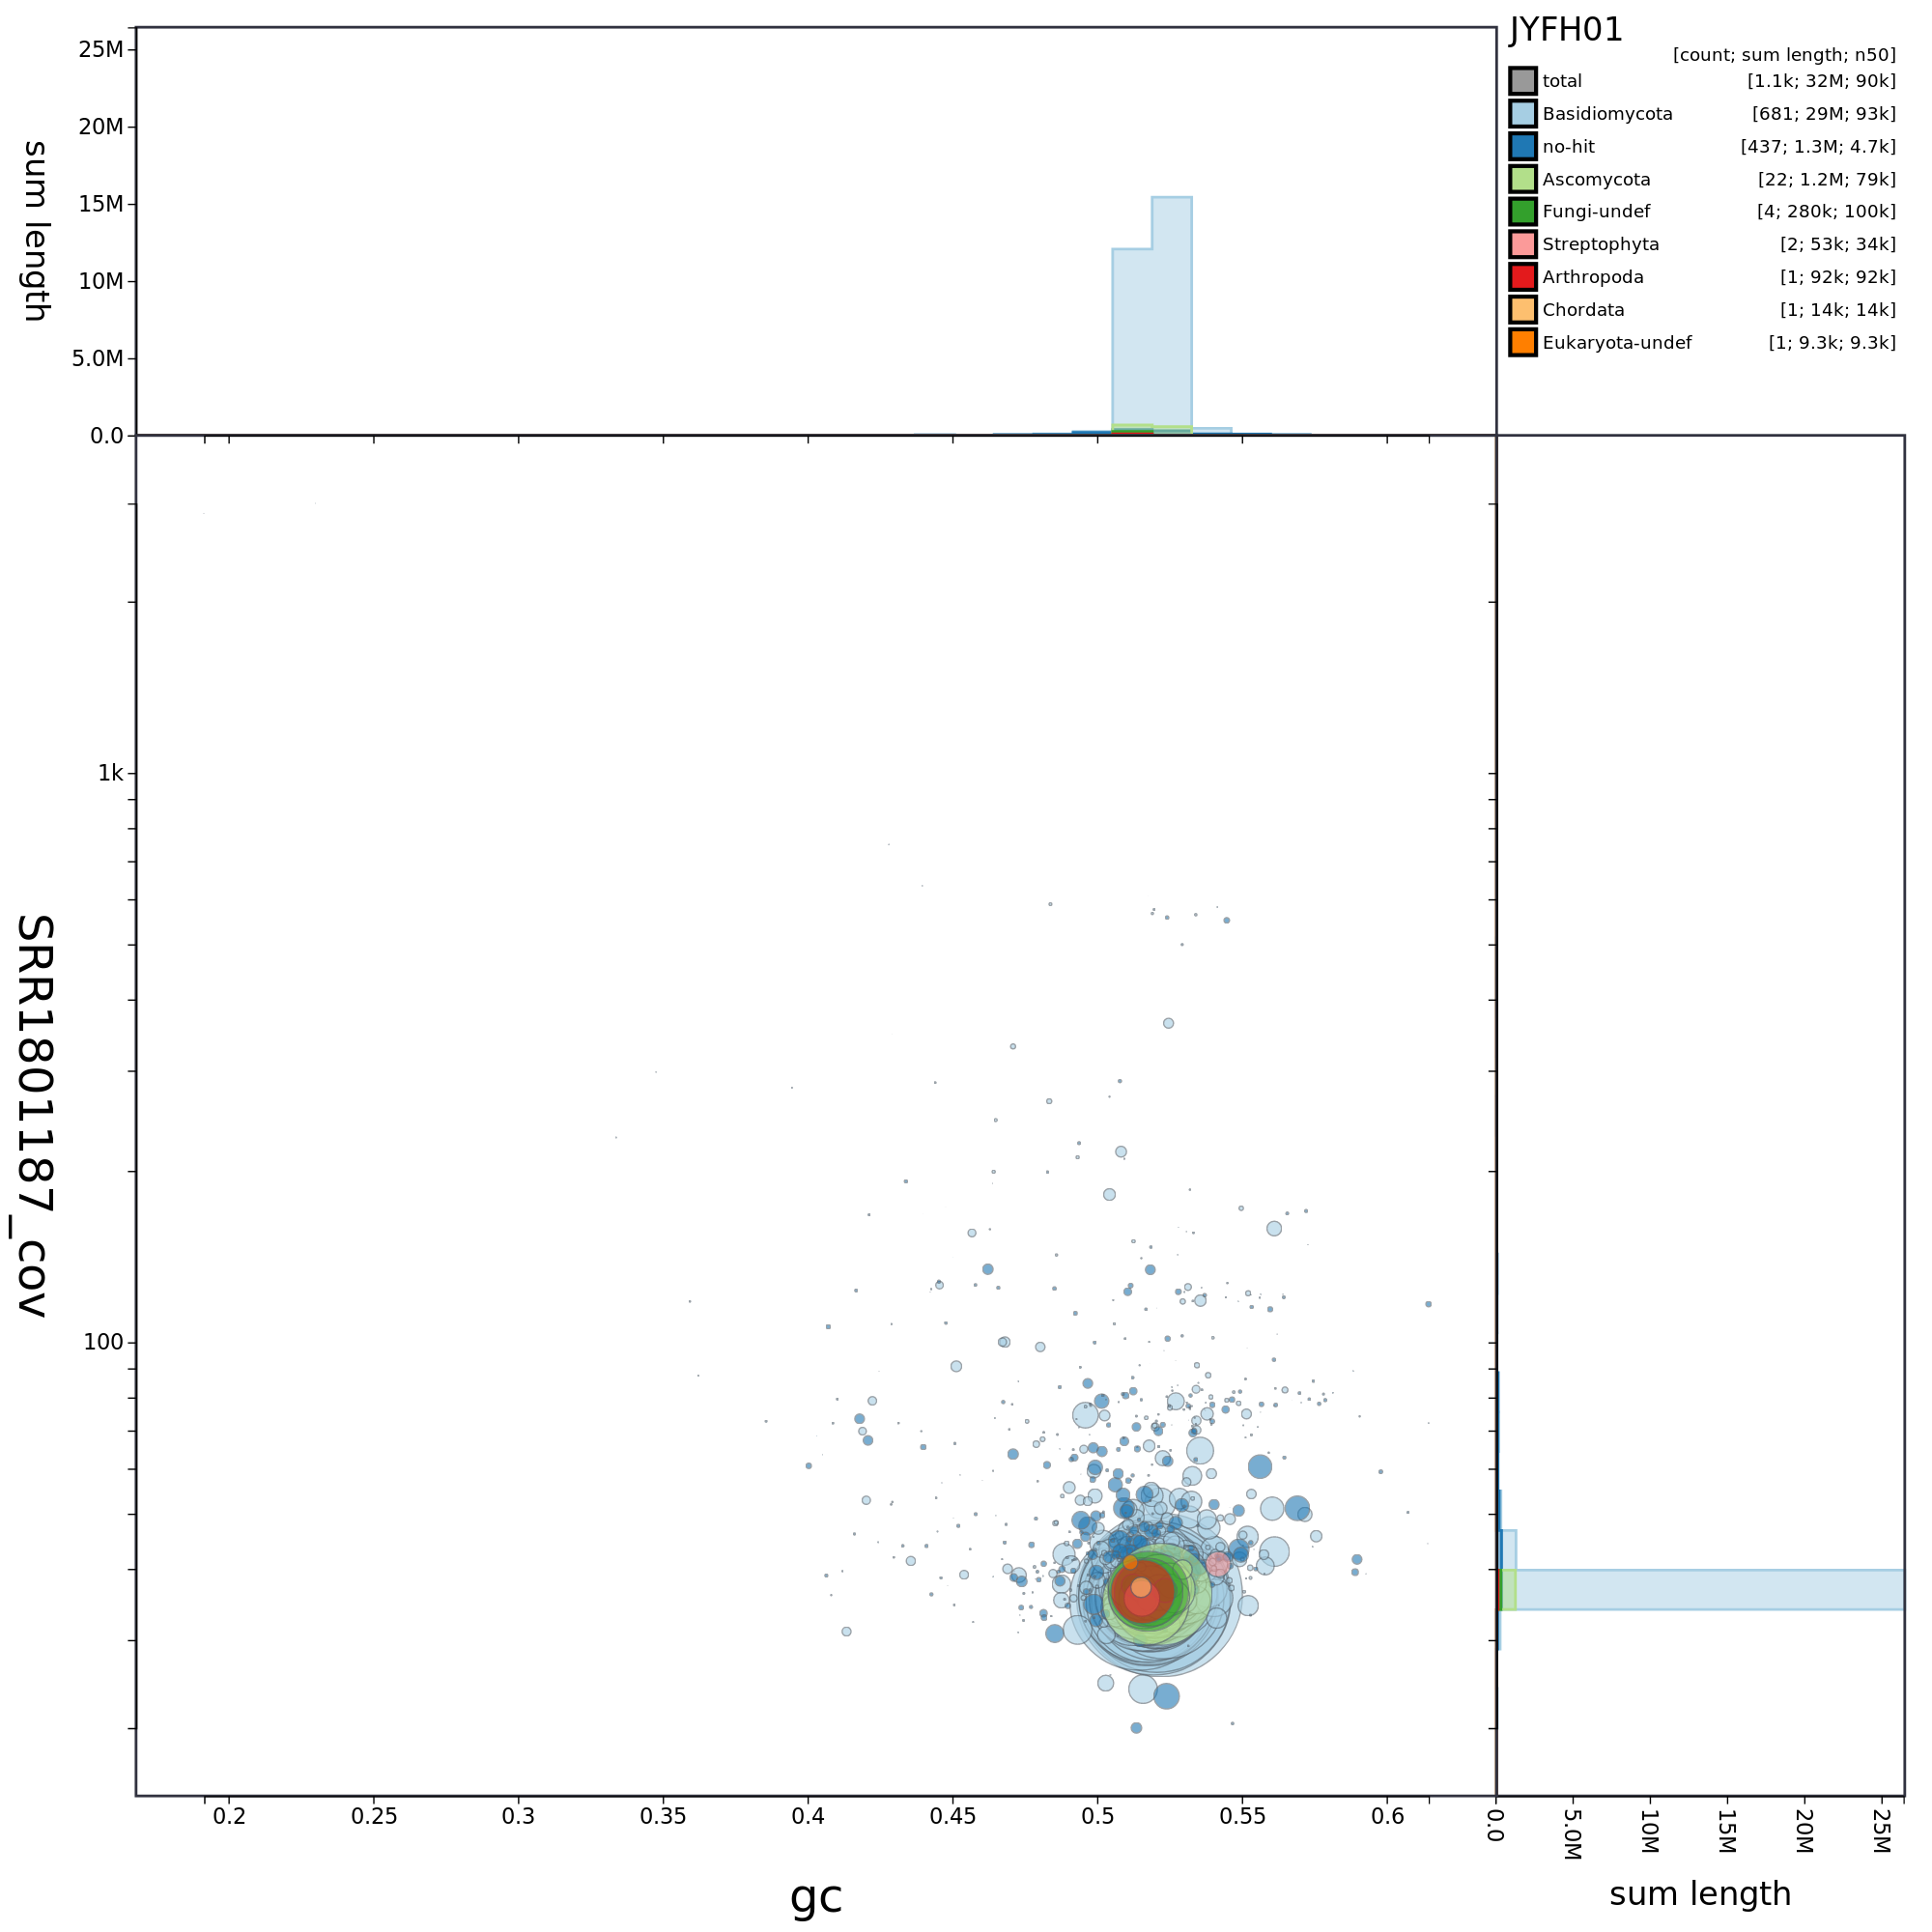 JYFH01
[count; sum length; n50]
total [1.1k; 32M; 90k]
Basidiomycota [681; 29M; 93k]
no-hit [437; 1.3M; 4.7k]
Ascomycota [22; 1.2M; 79k]
Fungi-undef [4; 280k; 100k]
Streptophyta [2; 53k; 34k]
Arthropoda [1; 92k; 92k]
Chordata [1; 14k; 14k]
Eukaryota-undef [1; 9.3k; 9.3k]
25M
20M
15M
10M
5.0M
0.0
sum length
1k
100
SRR1801187_cov
0.2 0.25 0.3 0.35 0.4 0.45 0.5 0.55 0.6
gc
0.0 5.0M 10M 15M 20M 25M
sum length